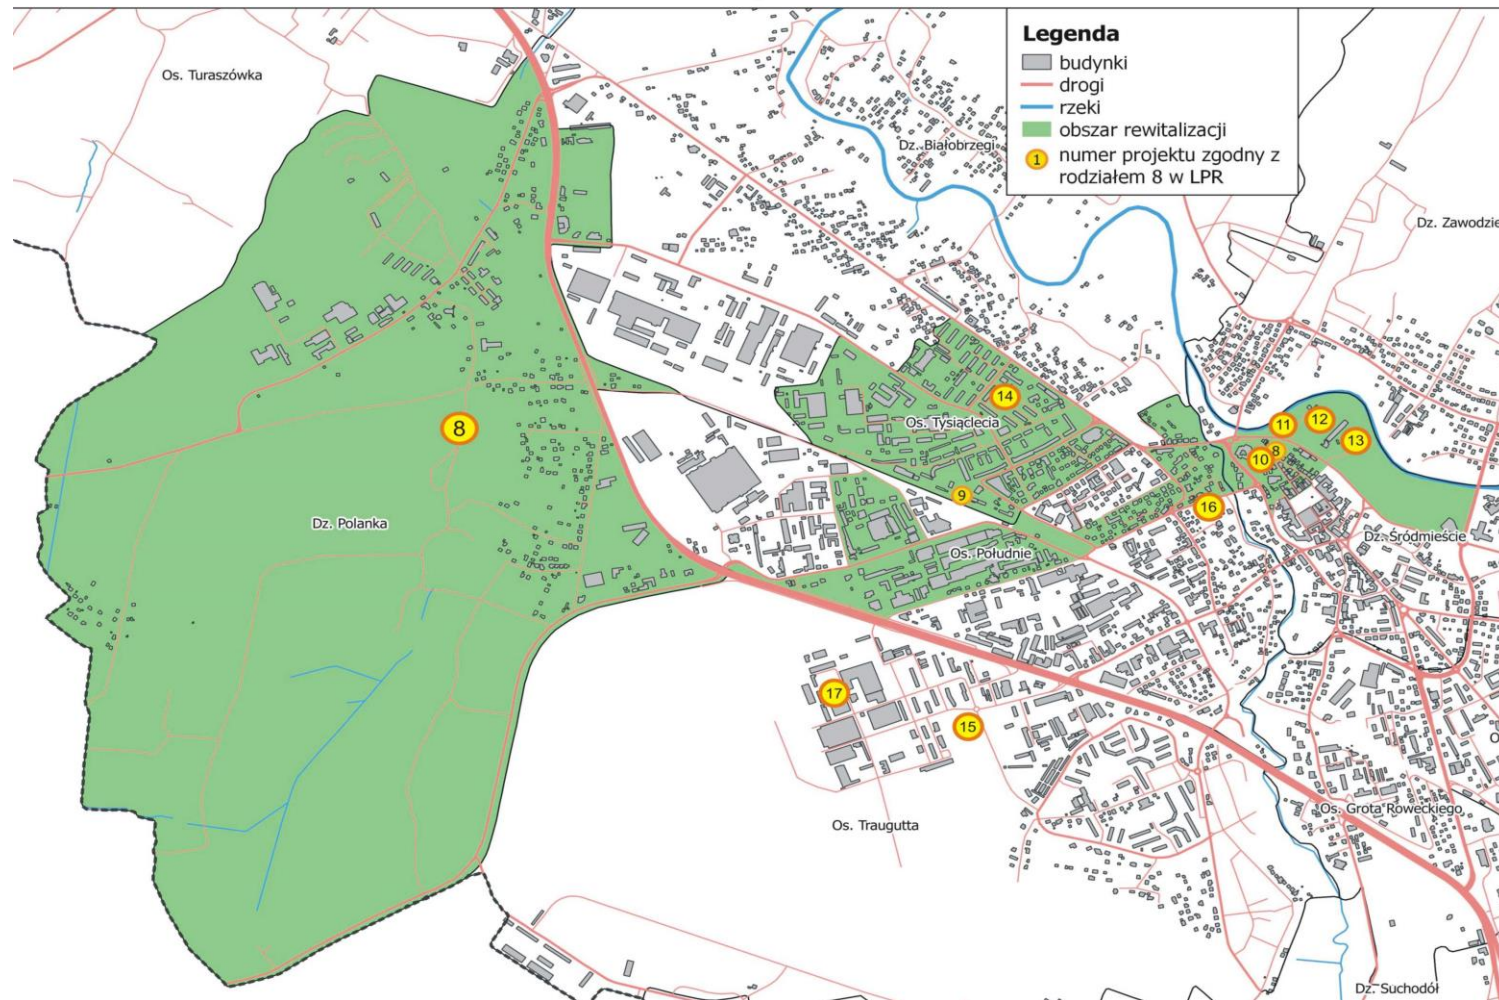 Legenda
budynki
drogi
rzeki
obszar rewitalizacji
1 numer projektu zgodny z
rodziałem 8 w LPR
Os. Turaszówka
Dz. Białobrzegi
Dz. Zawodzie
14
Os. Tysiąclecia
11
12
13
10
8
8
9
16
Dz. Polanka
Os. Południe
Dz. Śródmieście
17
15
Os. Traugutta
Os. Grota Roweckiego
Dz. Suchodół